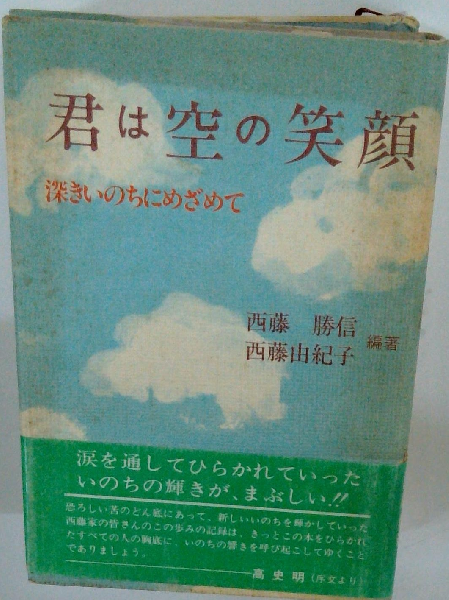 君は空の笑顔
深きいのちにめざめて
西藤 勝信
西藤由紀子
編著
涙を通してひらかれていった
いのちの輝きが、まぶしい!!
恐ろしい苦のどん底にあって、新しいいのちを輝かしていった
西藤家の皆さんのこの歩みの記録は、きっとこの本をひらかれ
たすべての人の胸底に、いのちの響きを呼び起こしてゆくこと
でありましょう。
高史明(序文より